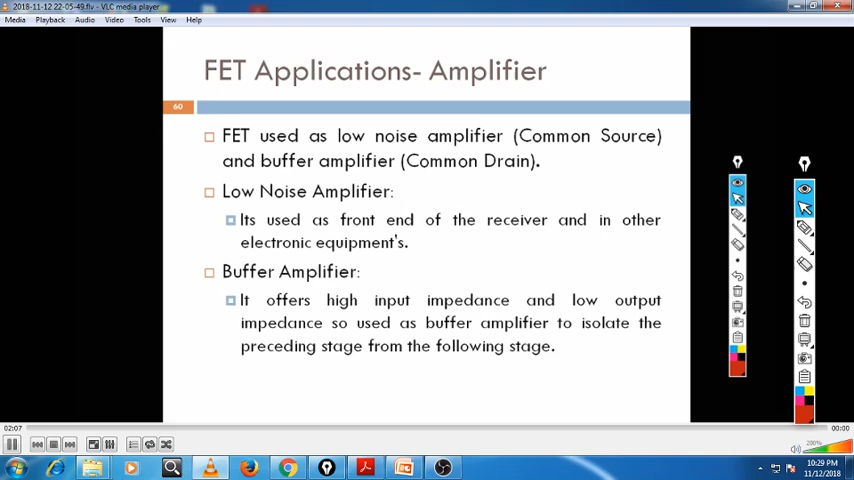 2018-11-12 22-05-49.flv - VLC media player
Media Playback Audio Video Tools View Help
FET Applications- Amplifier
60
FET used as low noise amplifier (Common Source)
and buffer amplifier (Common Drain).
Low Noise Amplifier:
Its used as front end of the receiver and in other
electronic equipment's.
Buffer Amplifier:
It offers high input impedance and low output
impedance so used as buffer amplifier to isolate the
preceding stage from the following stage.
02:07
00:00
200%
10:29 PM
11/12/2018